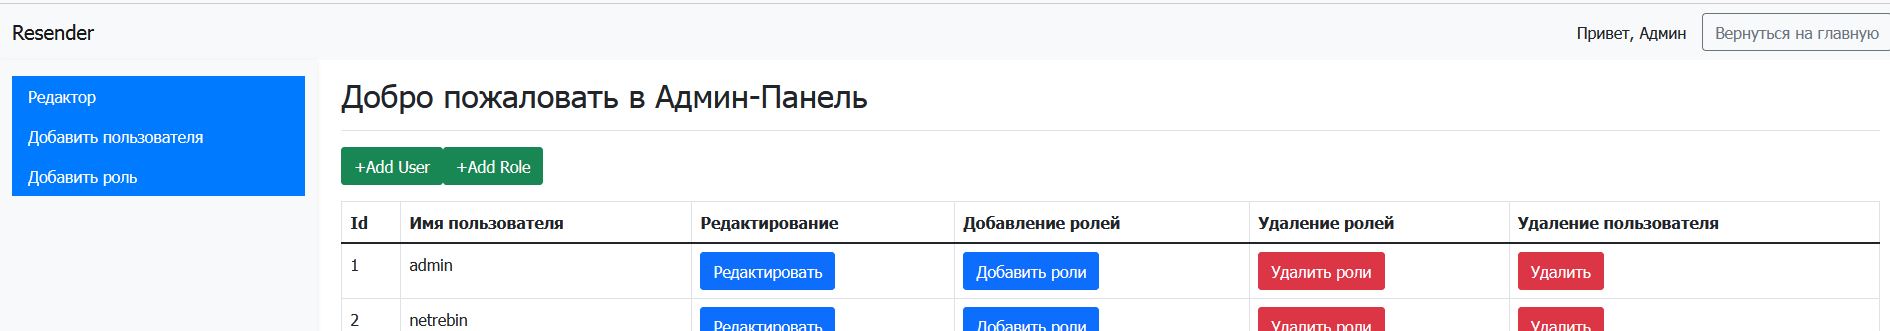 Resender
Привет, Админ Вернуться на главную
Редактор
Добавить пользователя
Добавить роль
Добро пожаловать в Админ-Панель
+Add User +Add Role
Id Имя пользователя Редактирование Добавление ролей Удаление ролей Удаление пользователя
1 admin Редактировать Добавить роли Удалить роли Удалить
2 netrebin Редактировать Добавить роли Удалить роли Удалить